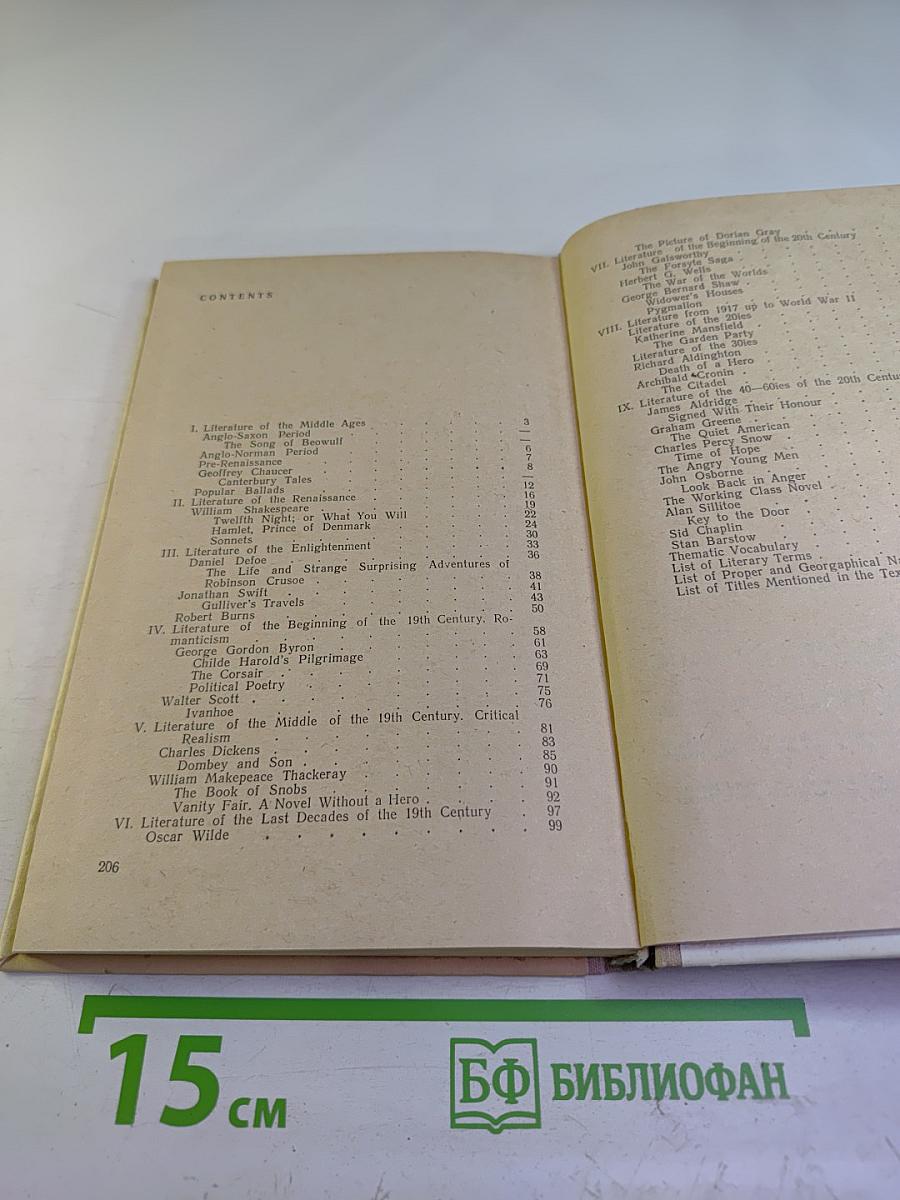 CONTENTS
I. Literature of the Middle Ages 3
Anglo-Saxon Period —
The Song of Beowulf —
Anglo-Norman Period 6
Pre-Renaissance 7
Geoffrey Chaucer 8
Canterbury Tales —
Popular Ballads 12
II. Literature of the Renaissance 16
William Shakespeare 19
Twelfth Night; or What You Will 22
Hamlet, Prince of Denmark 24
Sonnets 30
III. Literature of the Enlightenment 33
Daniel Defoe 36
The Life and Strange Surprising Adventures of
Robinson Crusoe 38
Jonathan Swift 41
Gulliver's Travels 43
Robert Burns 50
IV. Literature of the Beginning of the 19th Century. Ro-
manticism 58
George Gordon Byron 61
Childe Harold's Pilgrimage 63
The Corsair 69
Political Poetry 71
Walter Scott 75
Ivanhoe 76
V. Literature of the Middle of the 19th Century. Critical
Realism 81
Charles Dickens 83
Dombey and Son 85
William Makepeace Thackeray 90
The Book of Snobs 91
Vanity Fair. A Novel Without a Hero 92
VI. Literature of the Last Decades of the 19th Century 97
Oscar Wilde 99
206
The Picture of Dorian Gray
VII. Literature of the Beginning of the 20th Century
John Galsworthy
The Forsyte Saga
Herbert G. Wells
The War of the Worlds
George Bernard Shaw
Widower's Houses
Pygmalion
VIII. Literature from 1917 up to World War II
Literature of the 20ies
Katherine Mansfield
The Garden Party
Literature of the 30ies
Richard Aldington
Death of a Hero
Archibald Cronin
The Citadel
IX. Literature of the 40—60ies of the 20th Centu
James Aldridge
Signed With Their Honour
Graham Greene
The Quiet American
Charles Percy Snow
Time of Hope
The Angry Young Men
John Osborne
Look Back in Anger
The Working Class Novel
Alan Sillitoe
Key to the Door
Sid Chaplin
Stan Barstow
Thematic Vocabulary
List of Literary Terms
List of Proper and Georgaphical Na
List of Titles Mentioned in the Tex
15 см
БФ БИБЛИОФАН